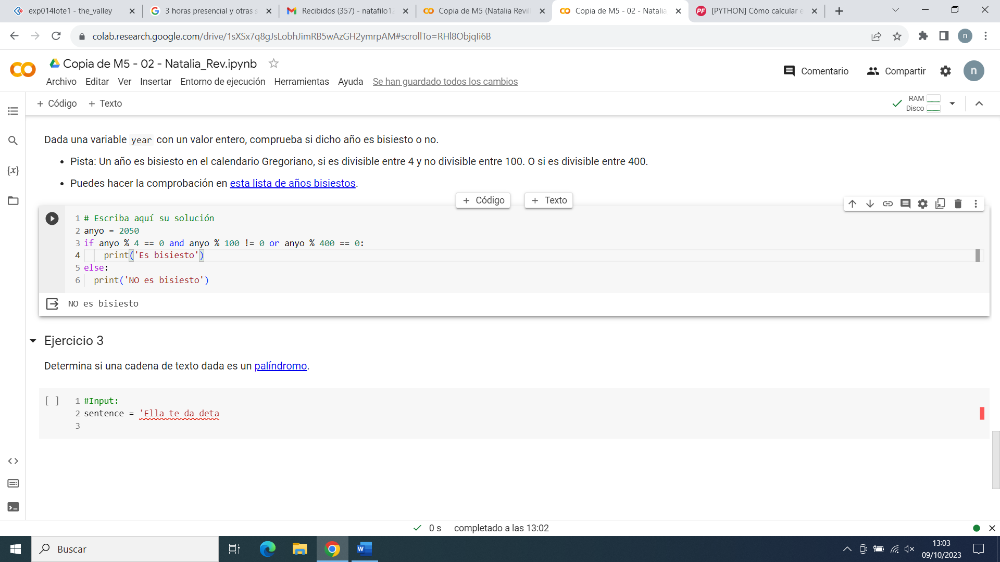 exp014lote1 - the_valley
3 horas presencial y otras s
Recibidos (357) - natafilo12
Copia de M5 (Natalia Revill
Copia de M5 - 02 - Natalia
[PYTHON] Cómo calcular e
colab.research.google.com/drive/1sXSx7q8gJsLobhJimRB5wAzGH2ymrpAM#scrollTo=RHl8ObjqIi6B
n
Copia de M5 - 02 - Natalia_Rev.ipynb
Comentario
Compartir
n
Archivo Editar Ver Insertar Entorno de ejecución Herramientas Ayuda Se han guardado todos los cambios
+ Código + Texto
RAM
Disco
Dada una variable year con un valor entero, comprueba si dicho año es bisiesto o no.
• Pista: Un año es bisiesto en el calendario Gregoriano, si es divisible entre 4 y no divisible entre 100. O si es divisible entre 400.
• Puedes hacer la comprobación en esta lista de años bisiestos.
+ Código + Texto
1 # Escriba aquí su solución
2 anyo = 2050
3 if anyo % 4 == 0 and anyo % 100 != 0 or anyo % 400 == 0:
4     print('Es bisiesto')
5 else:
6   print('NO es bisiesto')
NO es bisiesto
Ejercicio 3
Determina si una cadena de texto dada es un palíndromo.
[ ]
1 #Input:
2 sentence = 'Ella te da deta
3
0 s completado a las 13:02
Buscar
13:03
09/10/2023